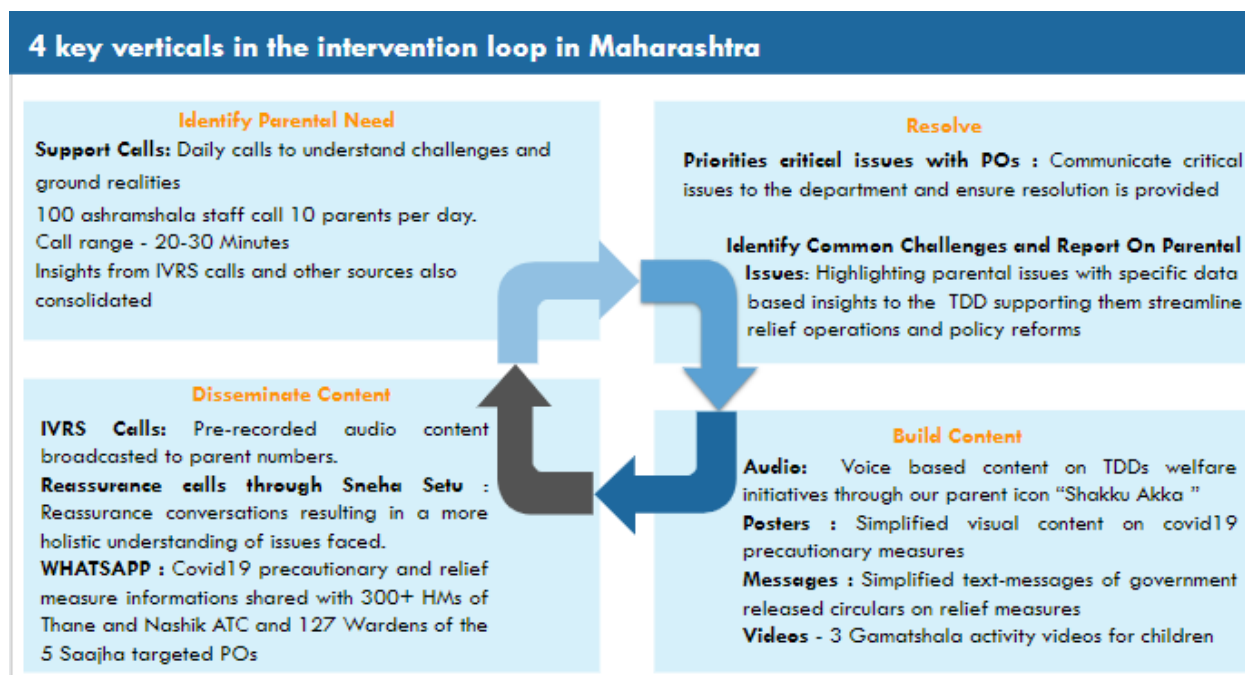 4 key verticals in the intervention loop in Maharashtra
Identify Parental Need
Support Calls: Daily calls to understand challenges and
ground realities
100 ashramshala staff call 10 parents per day.
Call range - 20-30 Minutes
Insights from IVRS calls and other sources also
consolidated
Resolve
Priorities critical issues with POs : Communicate critical
issues to the department and ensure resolution is provided
Identify Common Challenges and Report On Parental
Issues: Highlighting parental issues with specific data
based insights to the TDD supporting them streamline
relief operations and policy reforms
Disseminate Content
IVRS Calls: Pre-recorded audio content
broadcasted to parent numbers.
Reassurance calls through Sneha Setu :
Reassurance conversations resulting in a more
holistic understanding of issues faced.
WHATSAPP : Covid19 precautionary and relief
measure informations shared with 300+ HMs of
Thane and Nashik ATC and 127 Wardens of the
5 Saajha targeted POs
Build Content
Audio: Voice based content on TDDs welfare
initiatives through our parent icon “Shakku Akka ”
Posters : Simplified visual content on covid19
precautionary measures
Messages : Simplified text-messages of government
released circulars on relief measures
Videos - 3 Gamatshala activity videos for children